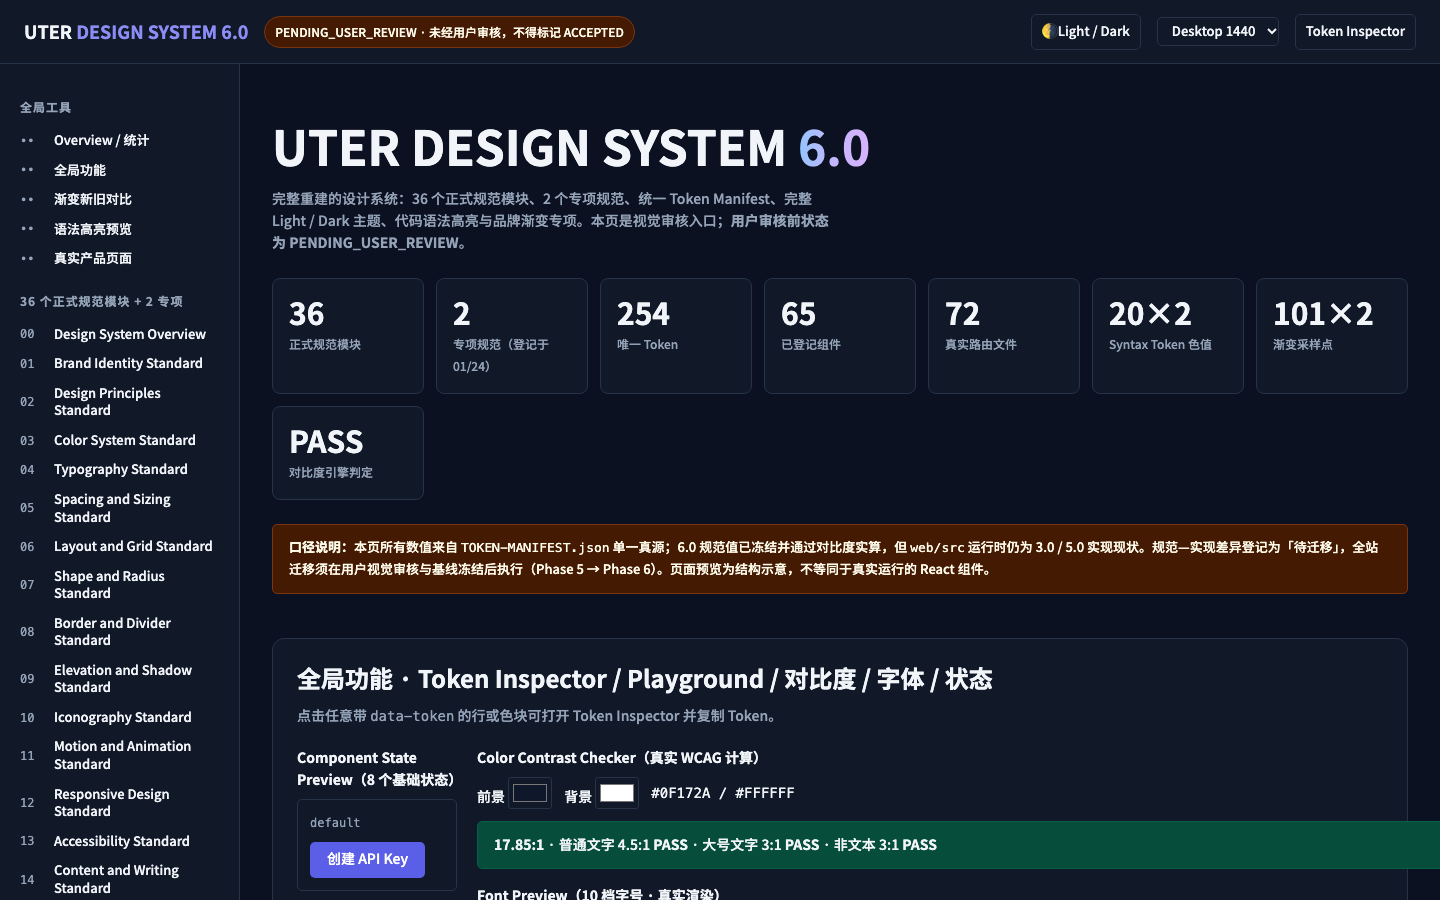 UTER DESIGN SYSTEM 6.0
PENDING_USER_REVIEW · 未经用户审核，不得标记 ACCEPTED
Light / Dark
Desktop 1440
Token Inspector
全局工具
Overview / 统计
全局功能
渐变新旧对比
语法高亮预览
真实产品页面
36 个正式规范模块 + 2 专项
00 Design System Overview
01 Brand Identity Standard
02 Design Principles
Standard
03 Color System Standard
04 Typography Standard
05 Spacing and Sizing
Standard
06 Layout and Grid Standard
07 Shape and Radius
Standard
08 Border and Divider
Standard
09 Elevation and Shadow
Standard
10 Iconography Standard
11 Motion and Animation
Standard
12 Responsive Design
Standard
13 Accessibility Standard
14 Content and Writing
Standard
UTER DESIGN SYSTEM 6.0
完整重建的设计系统：36 个正式规范模块、2 个专项规范、统一 Token Manifest、完整
Light / Dark 主题、代码语法高亮与品牌渐变专项。本页是视觉审核入口；用户审核前状态
为 PENDING_USER_REVIEW。
36
正式规范模块
2
专项规范（登记于
01/24）
254
唯一 Token
65
已登记组件
72
真实路由文件
20×2
Syntax Token 色值
101×2
渐变采样点
PASS
对比度引擎判定
口径说明：本页所有数值来自 TOKEN-MANIFEST.json 单一真源；6.0 规范值已冻结并通过对比度实算，但 web/src 运行时仍为 3.0 / 5.0 实现现状。规范—实现差异登记为「待迁移」，全站
迁移须在用户视觉审核与基线冻结后执行（Phase 5 → Phase 6）。页面预览为结构示意，不等同于真实运行的 React 组件。
全局功能 · Token Inspector / Playground / 对比度 / 字体 / 状态
点击任意带 data-token 的行或色块可打开 Token Inspector 并复制 Token。
Component State
Preview（8 个基础状态）
default
创建 API Key
Color Contrast Checker（真实 WCAG 计算）
前景 背景 #0F172A / #FFFFFF
17.85:1 · 普通文字 4.5:1 PASS · 大号文字 3:1 PASS · 非文本 3:1 PASS
Font Preview（10 档字号 · 真实渲染）